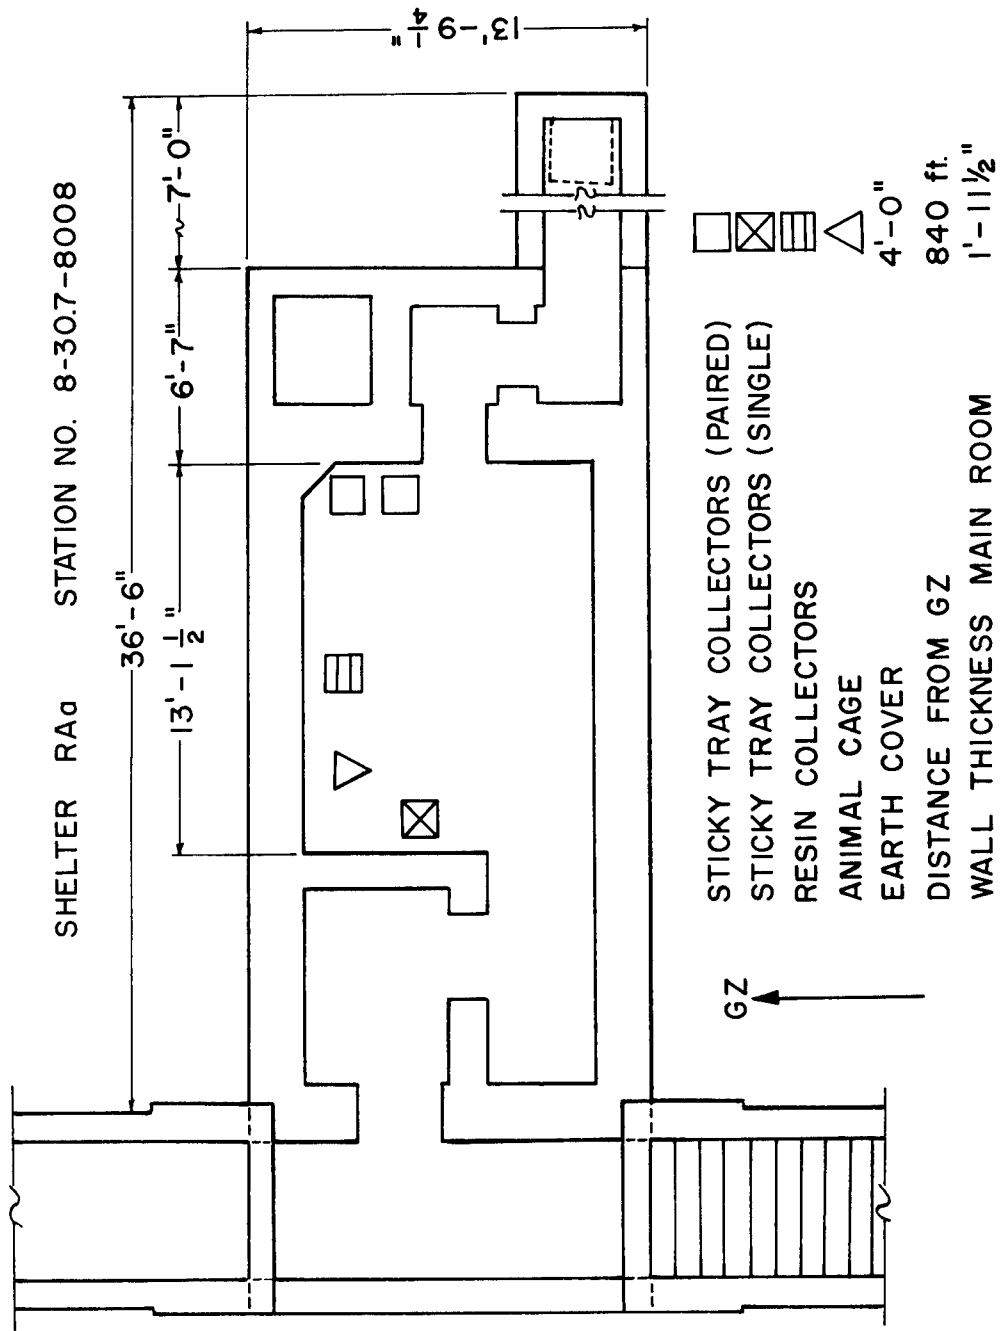 SHELTER RAa STATION NO. 8-30.7-8008
36'-6"
13'-1 1/2"
6'-7"
~7'-0"
13'-9 1/4"
GZ
STICKY TRAY COLLECTORS (PAIRED)
STICKY TRAY COLLECTORS (SINGLE)
RESIN COLLECTORS
ANIMAL CAGE
EARTH COVER 4'-0"
DISTANCE FROM GZ 840 ft.
WALL THICKNESS MAIN ROOM 1'-11½"